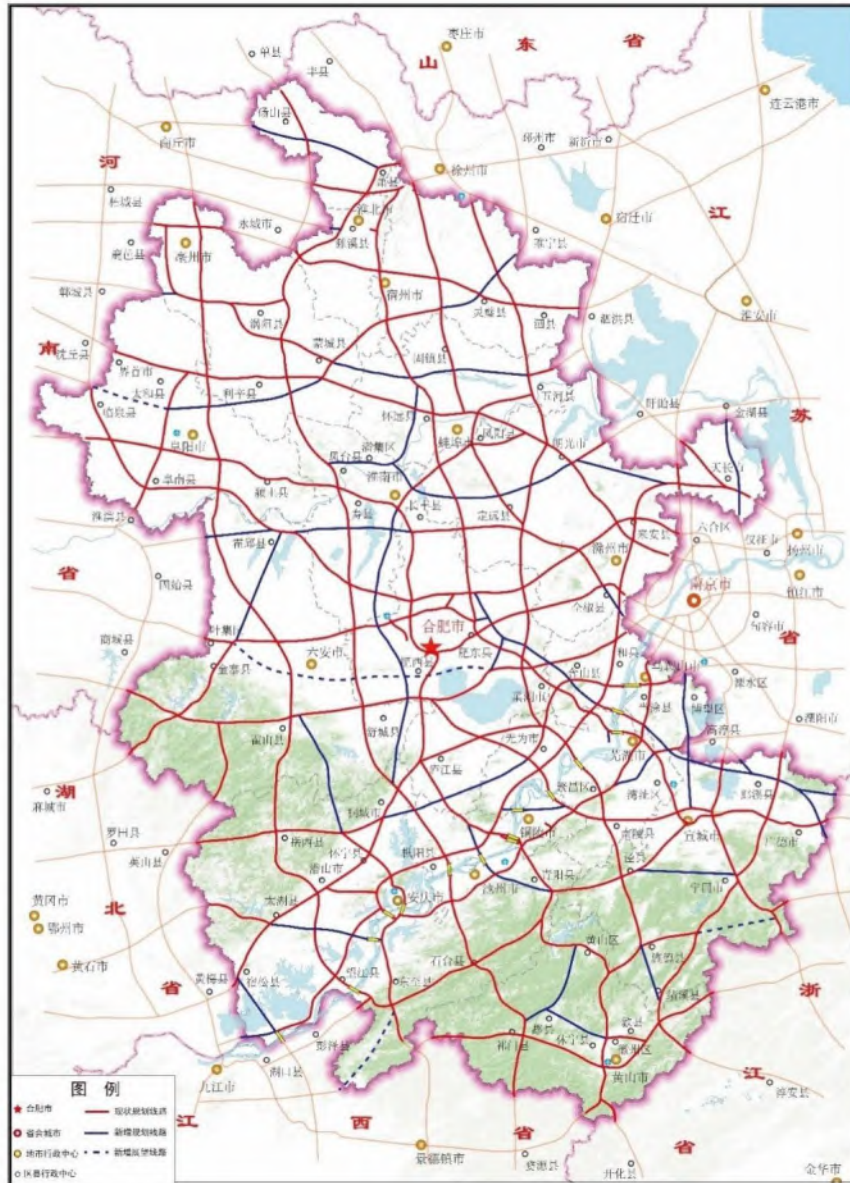 枣庄市
山 东 省
单县
丰县
砀山县
连云港市
商丘市
邳州市
新沂市
河
萧县
徐州市
柘城县
淮北市
江
宿迁市
永城市
濉溪县
睢宁县
鹿邑县
亳州市
宿州市
郸城县
灵璧县
淮安市
涡阳县
泗县
泗洪县
南
沈丘县
蒙城县
固镇县
界首市
太和县
利辛县
五河县
盱眙县
金湖县
临泉县
怀远县
苏
阜阳市
蚌埠市
凤阳县
潘集区
明光市
凤台县
天长市
淮南市
阜南县
颍上县
寿县
长丰县
定远县
淮滨县
来安县
六合区
仪征市
扬州市
霍邱县
滁州市
省
固始县
南京市
镇江市
全椒县
句容市
叶集区
合肥市
肥东县
省
商城县
六安市
和县
马鞍山市
金寨县
肥西县
含山县
溧水区
巢湖市
当涂县
博望区
舒城县
高淳县
溧阳市
霍山县
无为市
芜湖市
庐江县
湖
麻城市
繁昌区
湾沚区
郎溪县
桐城市
罗田县
铜陵市
南陵县
宣城市
广德市
英山县
岳西县
怀宁县
枞阳县
泾县
潜山市
池州市
青阳县
宁国市
黄冈市
北
太湖县
安庆市
鄂州市
黄山区
旌德县
黄石市
石台县
省
黄梅县
宿松县
望江县
东至县
绩溪县
浙
黟县
歙县
彭泽县
祁门县
休宁县
徽州区
九江市
湖口县
黄山市
江
淳安县
江 西 省
省
景德镇市
婺源县
开化县
金华市
图 例
合肥市
现状规划线路
省会城市
新增规划线路
地市行政中心
新增展望线路
区县行政中心